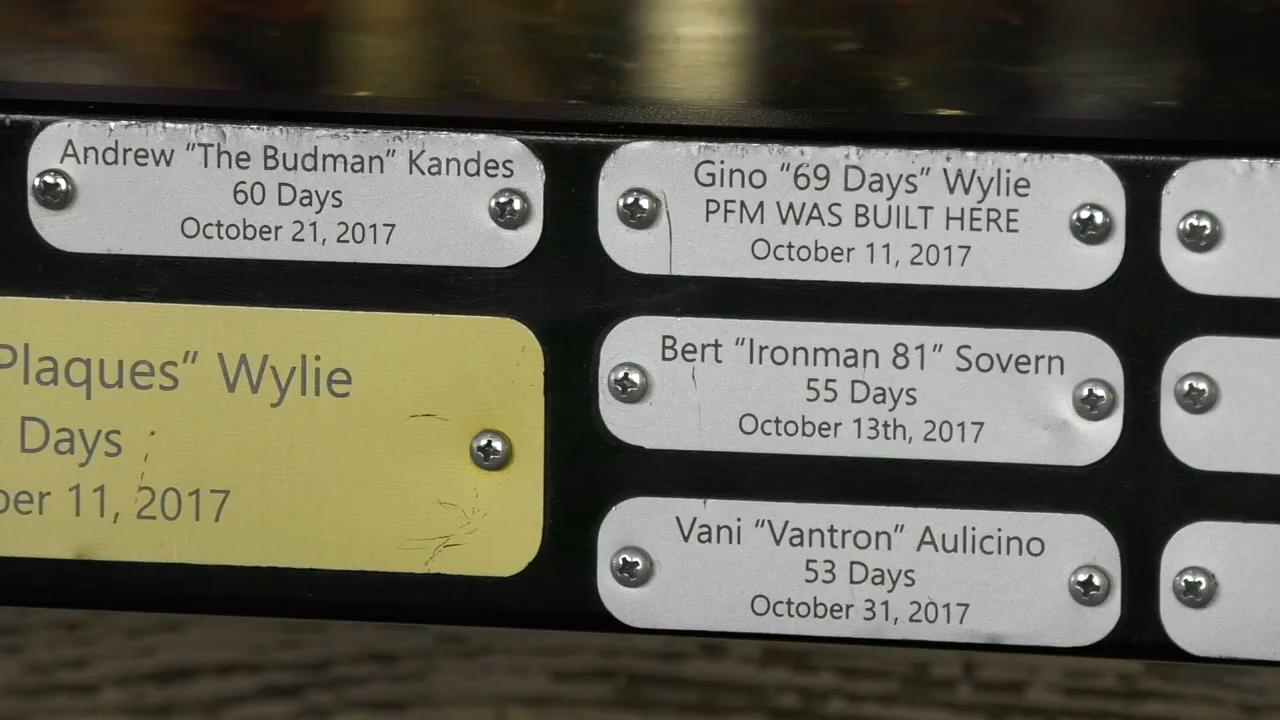 Andrew “The Budman” Kandes
60 Days
October 21, 2017
Plaques” Wylie
Days
11, 2017
Gino “69 Days” Wylie
PFM WAS BUILT HERE
October 11, 2017
Bert “Ironman 81” Sovern
55 Days
October 13th, 2017
Vani “Vantron” Aulicino
53 Days
October 31, 2017